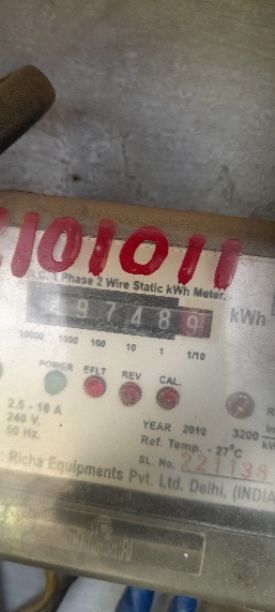 2101011
Phase 2 Wire Static kWh Meter.
497489 kWh
10000 1000 100 10 1 1/10
POWER EFLT REV CAL.
2.5 - 10 A
240 V.
50 Hz.
YEAR 2010 3200
Ref. Temp. - 27°C
SL. No. 221138
Richa Equipments Pvt. Ltd. Delhi, (INDIA